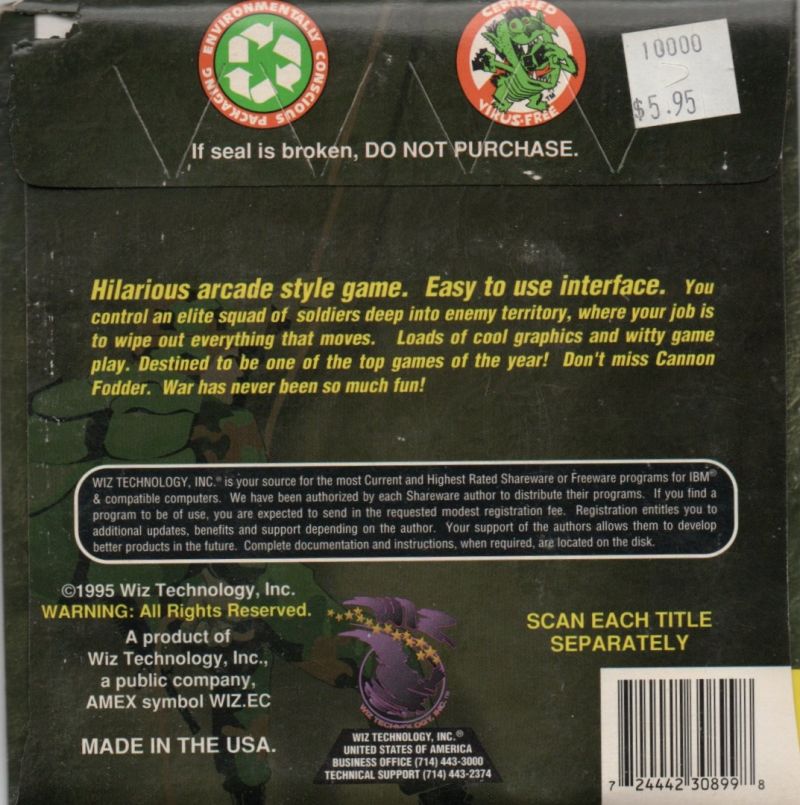 ENVIRONMENTALLY CONSCIOUS PACKAGING
CERTIFIED
VIRUS-FREE™
10000
$5.95
If seal is broken, DO NOT PURCHASE.
Hilarious arcade style game. Easy to use interface. You
control an elite squad of soldiers deep into enemy territory, where your job is
to wipe out everything that moves. Loads of cool graphics and witty game
play. Destined to be one of the top games of the year! Don't miss Cannon
Fodder. War has never been so much fun!
WIZ TECHNOLOGY, INC.® is your source for the most Current and Highest Rated Shareware or Freeware programs for IBM®
& compatible computers. We have been authorized by each Shareware author to distribute their programs. If you find a
program to be of use, you are expected to send in the requested modest registration fee. Registration entitles you to
additional updates, benefits and support depending on the author. Your support of the authors allows them to develop
better products in the future. Complete documentation and instructions, when required, are located on the disk.
©1995 Wiz Technology, Inc.
WARNING: All Rights Reserved.
A product of
Wiz Technology, Inc.,
a public company,
AMEX symbol WIZ.EC
MADE IN THE USA.
WIZ
WIZ TECHNOLOGY, INC.™
WIZ TECHNOLOGY, INC.®
UNITED STATES OF AMERICA
BUSINESS OFFICE (714) 443-3000
TECHNICAL SUPPORT (714) 443-2374
SCAN EACH TITLE
SEPARATELY
7 24442 30899 8